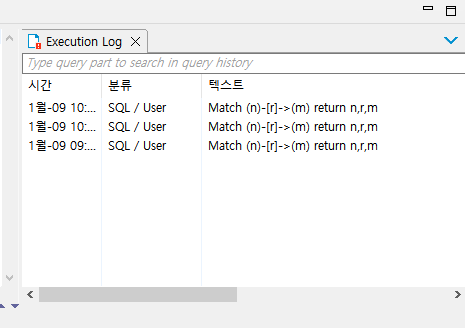 Execution Log
Type query part to search in query history
시간 분류 텍스트
1월-09 10:... SQL / User Match (n)-[r]->(m) return n,r,m
1월-09 10:... SQL / User Match (n)-[r]->(m) return n,r,m
1월-09 09:... SQL / User Match (n)-[r]->(m) return n,r,m